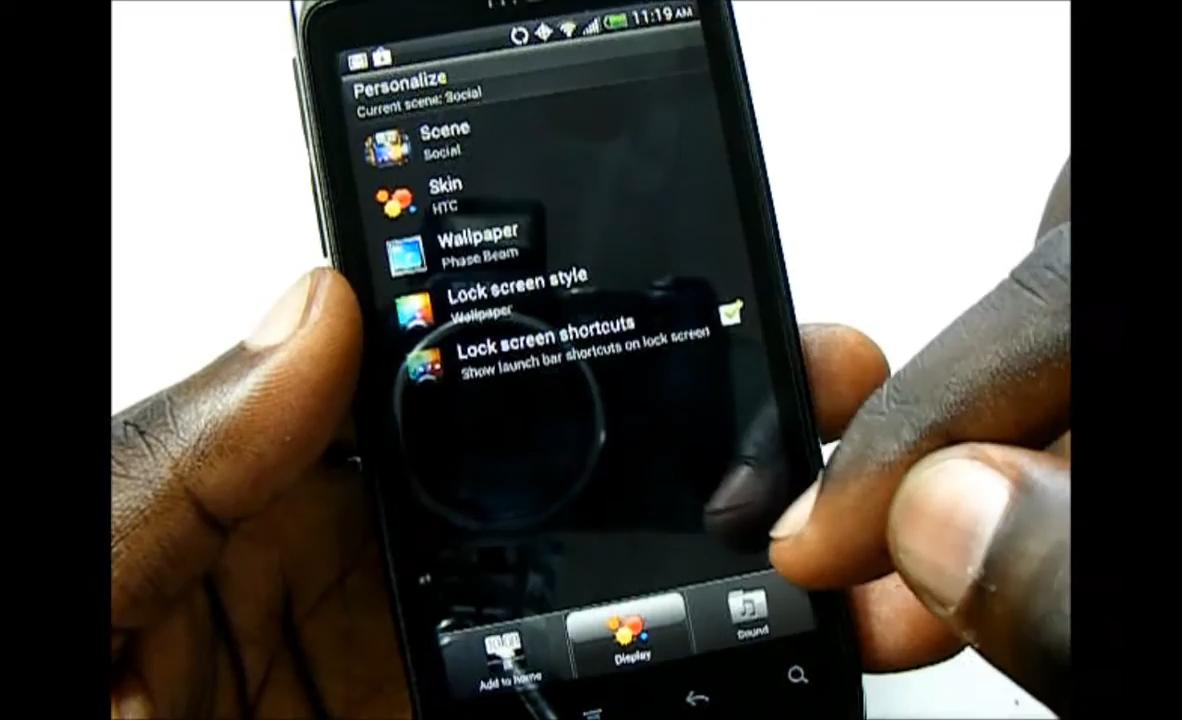 11:19 AM
Personalize
Current scene: Social
Scene
Social
Skin
HTC
Wallpaper
Phase Beam
Lock screen style
Wallpaper
Lock screen shortcuts
Show launch bar shortcuts on lock screen
Add to home
Display
Sound